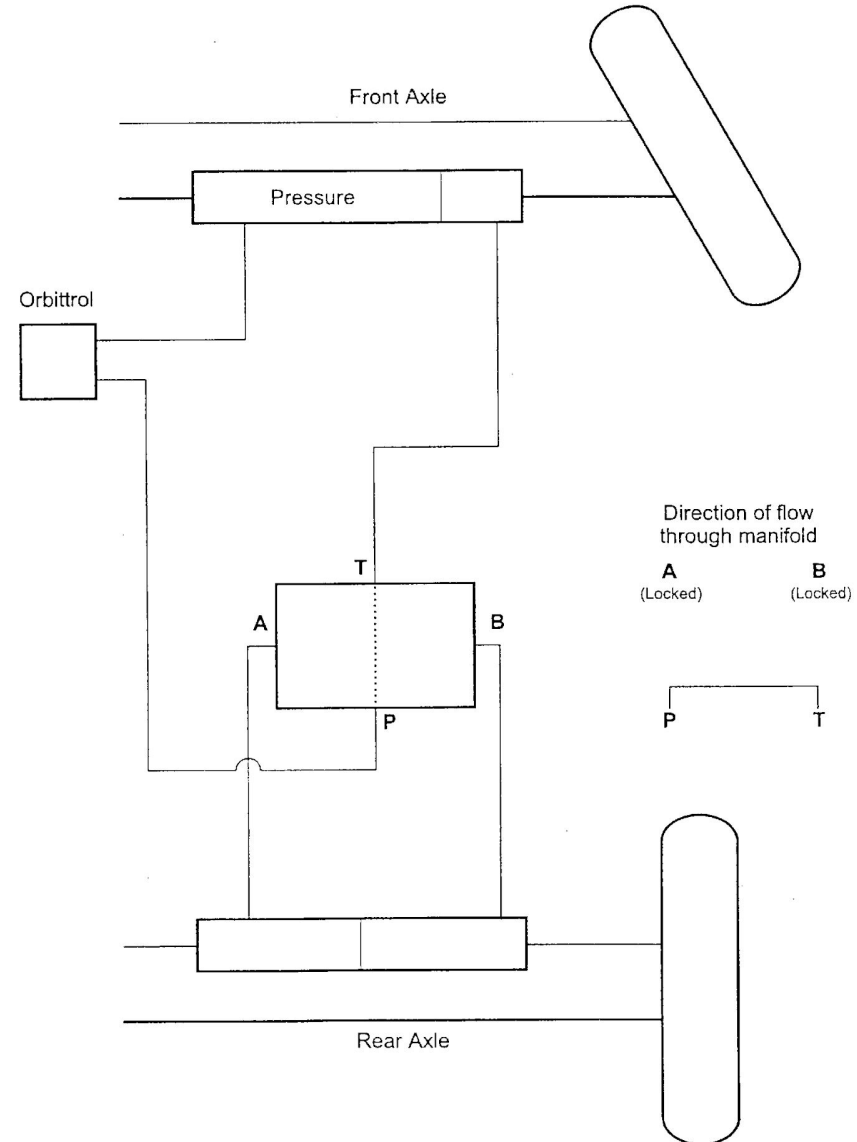 Front Axle
Pressure
Orbittrol
Direction of flow
through manifold
A B
(Locked) (Locked)
T
A B
P
P T
Rear Axle